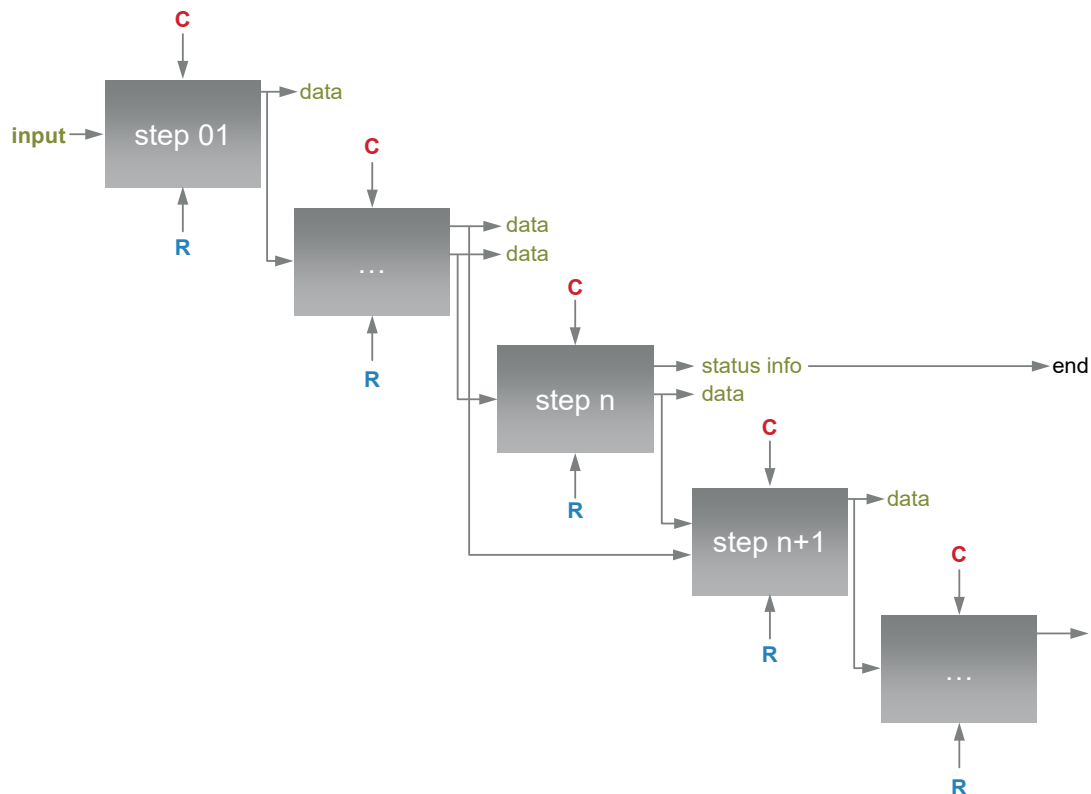 C
data
input
step 01
C
R
data
...
data
C
R
status info
end
step n
data
C
data
R
step n+1
C
R
...
R